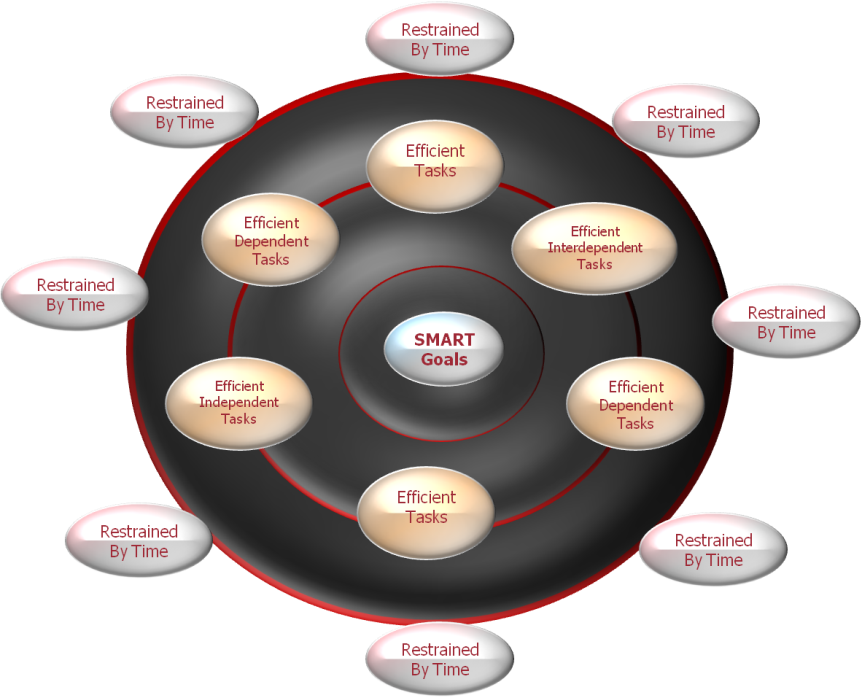 Restrained
By Time
Restrained
By Time
Restrained
By Time
Efficient
Tasks
Efficient
Dependent
Tasks
Efficient
Interdependent
Tasks
Restrained
By Time
Restrained
By Time
SMART
Goals
Efficient
Independent
Tasks
Efficient
Dependent
Tasks
Efficient
Tasks
Restrained
By Time
Restrained
By Time
Restrained
By Time